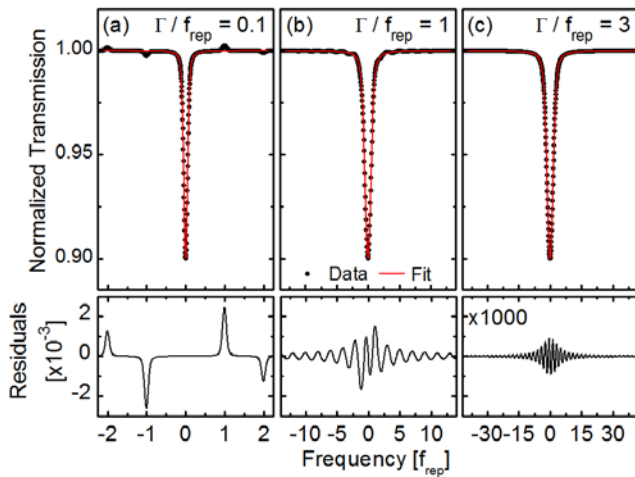 (a) Γ / f_rep = 0.1 (b) Γ / f_rep = 1 (c) Γ / f_rep = 3
1.00
0.95
0.90
Normalized Transmission
Data Fit
Residuals
[x10^-3]
2
0
-2
x1000
-2 -1 0 1 2 -10 -5 0 5 10 -30 -15 0 15 30
Frequency [f_rep]